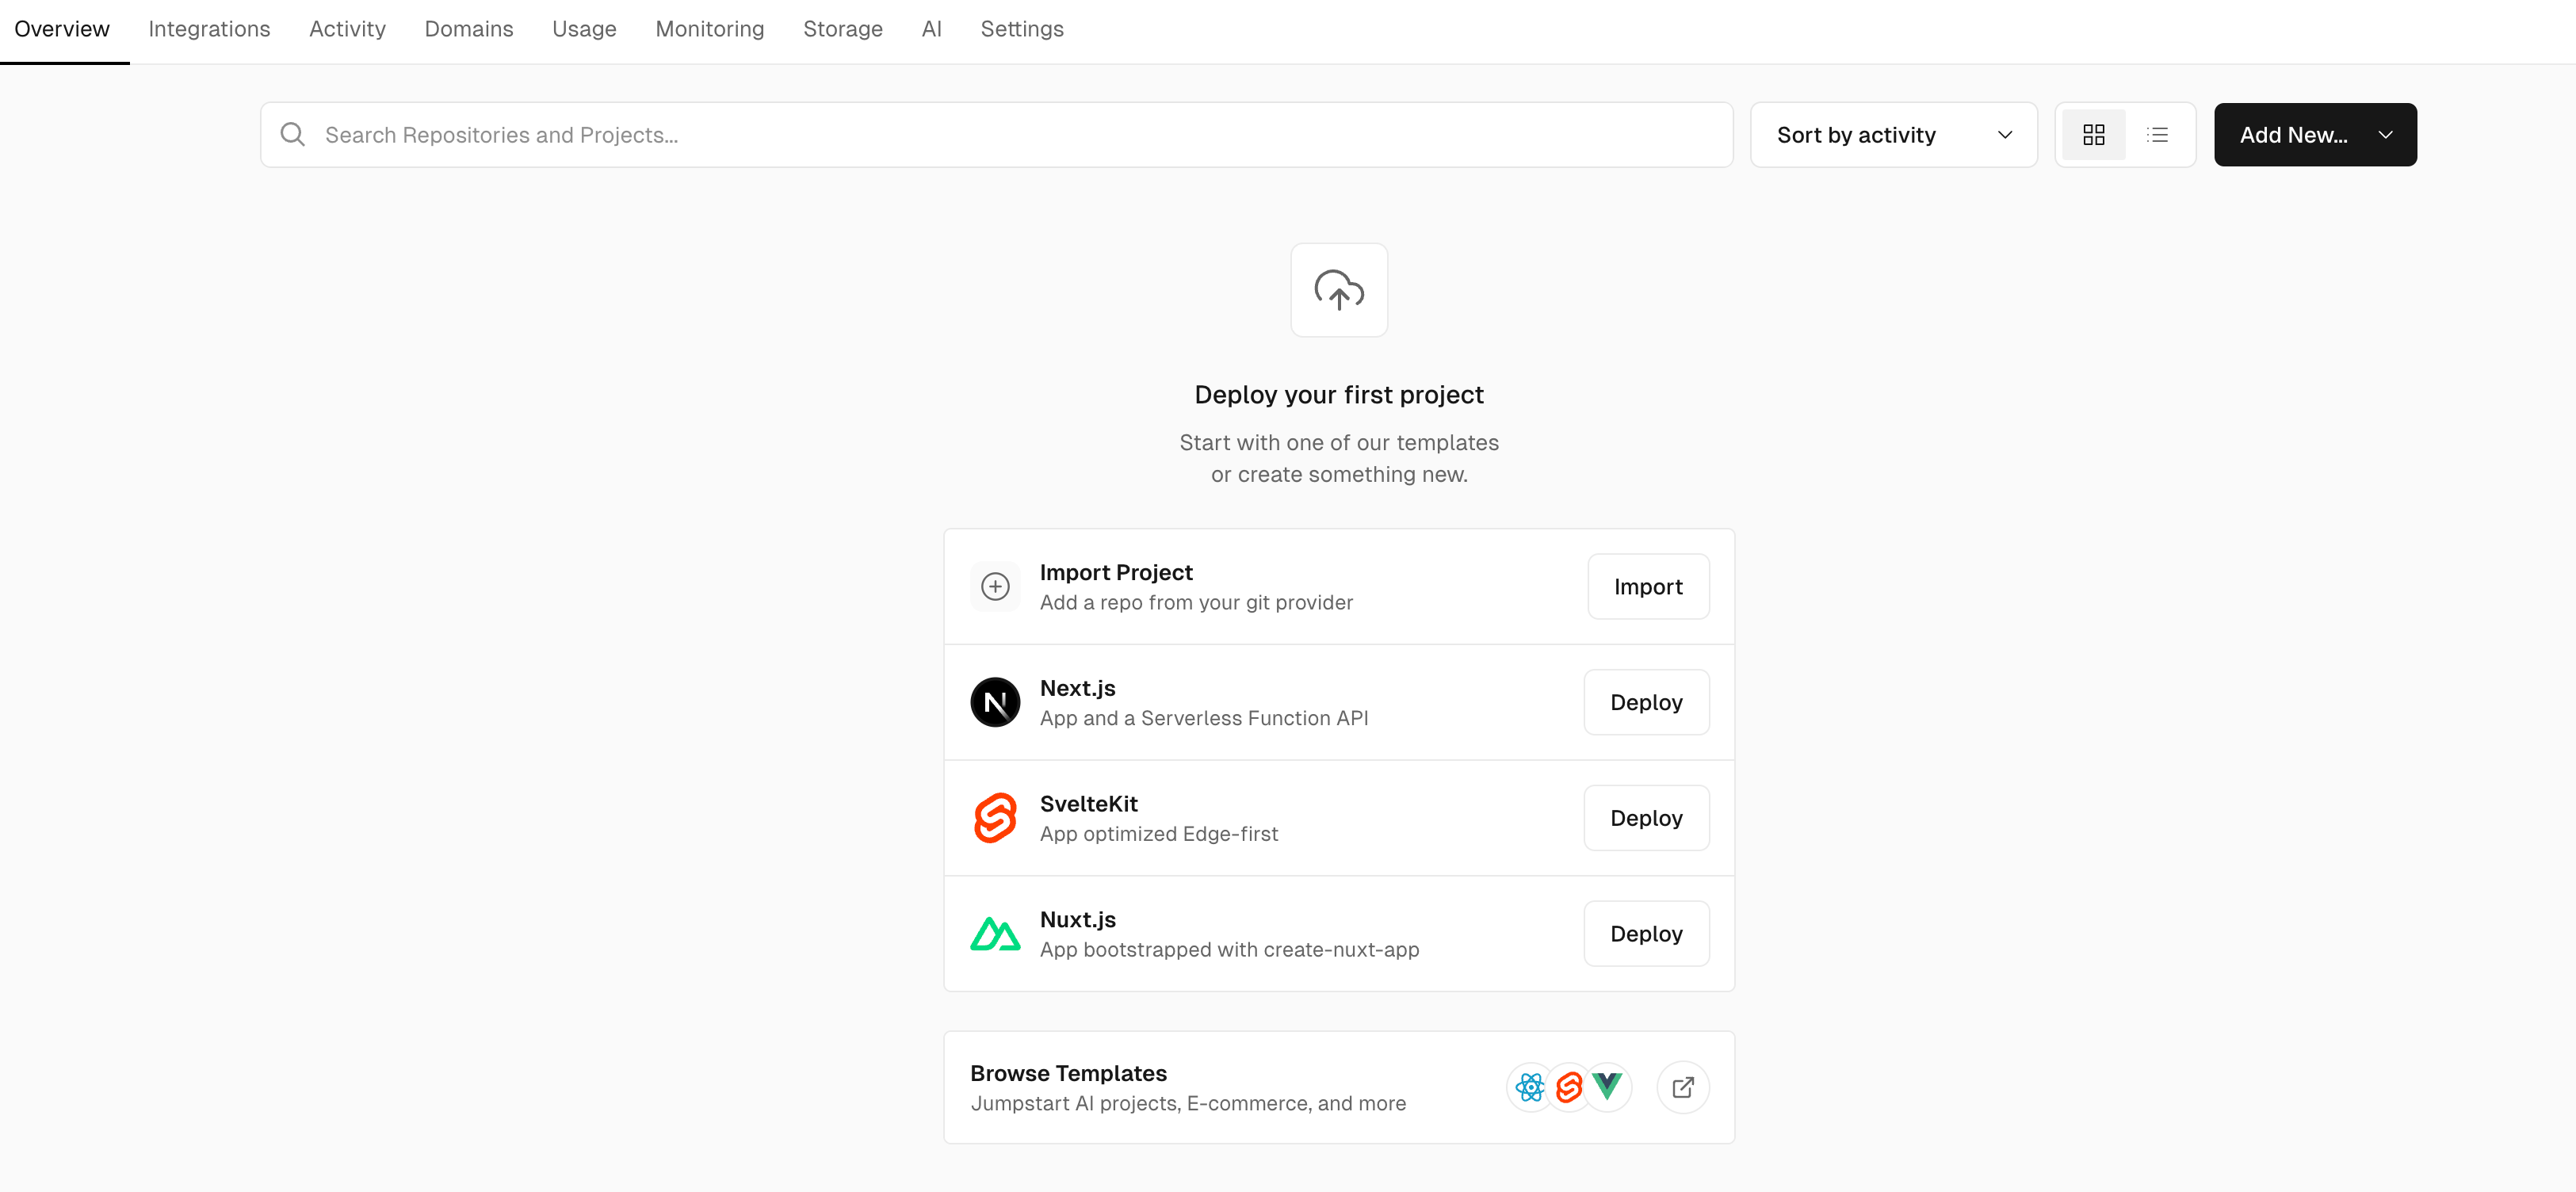 Overview Integrations Activity Domains Usage Monitoring Storage AI Settings
Search Repositories and Projects...
Sort by activity
Add New...
Deploy your first project
Start with one of our templates
or create something new.
Import Project
Add a repo from your git provider
Import
Next.js
App and a Serverless Function API
Deploy
SvelteKit
App optimized Edge-first
Deploy
Nuxt.js
App bootstrapped with create-nuxt-app
Deploy
Browse Templates
Jumpstart AI projects, E-commerce, and more